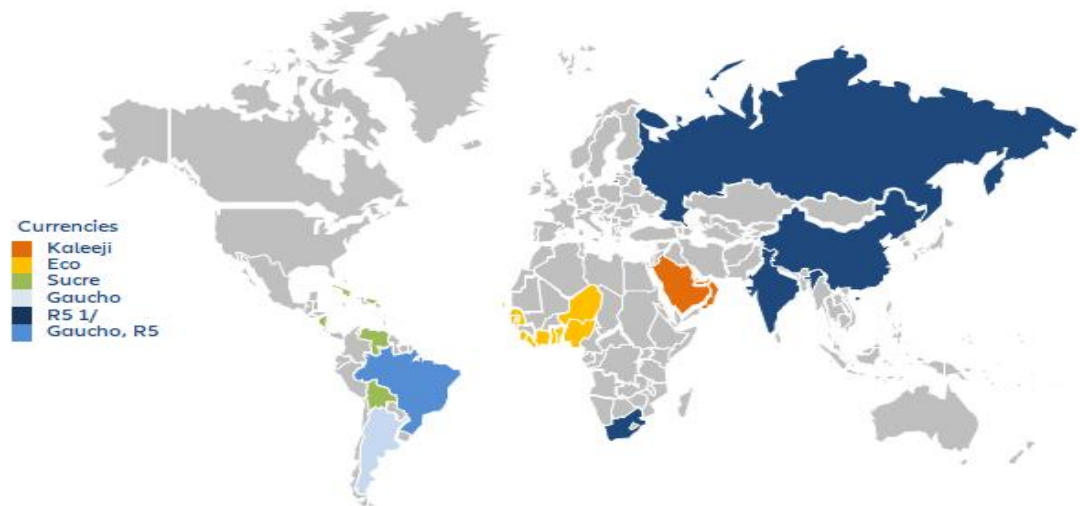 Currencies
Kaleeji
Eco
Sucre
Gaucho
R5 1/
Gaucho, R5